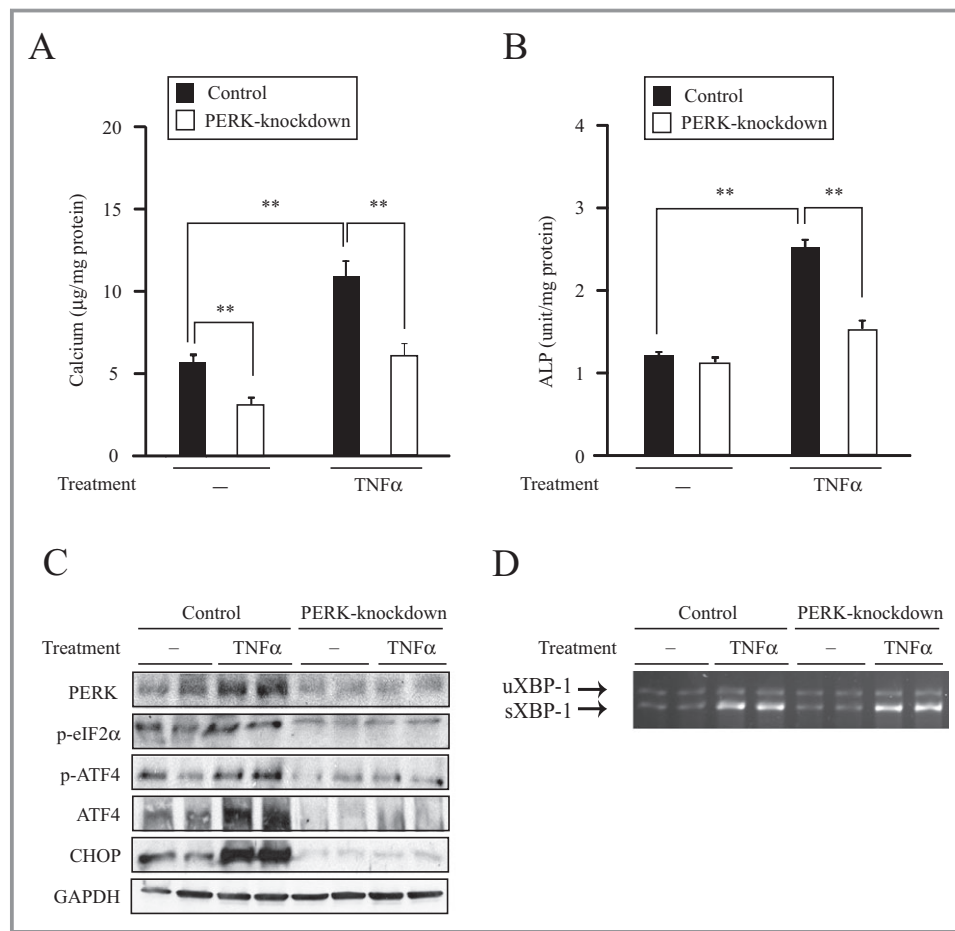 A
Control
PERK-knockdown
20
15
10
5
0
Calcium (μg/mg protein)
**
**
**
Treatment
—
TNFα
B
Control
PERK-knockdown
4
3
2
1
0
ALP (unit/mg protein)
**
**
Treatment
—
TNFα
C
Control PERK-knockdown
Treatment – TNFα – TNFα
PERK
p-eIF2α
p-ATF4
ATF4
CHOP
GAPDH
D
Control PERK-knockdown
Treatment – TNFα – TNFα
uXBP-1
sXBP-1